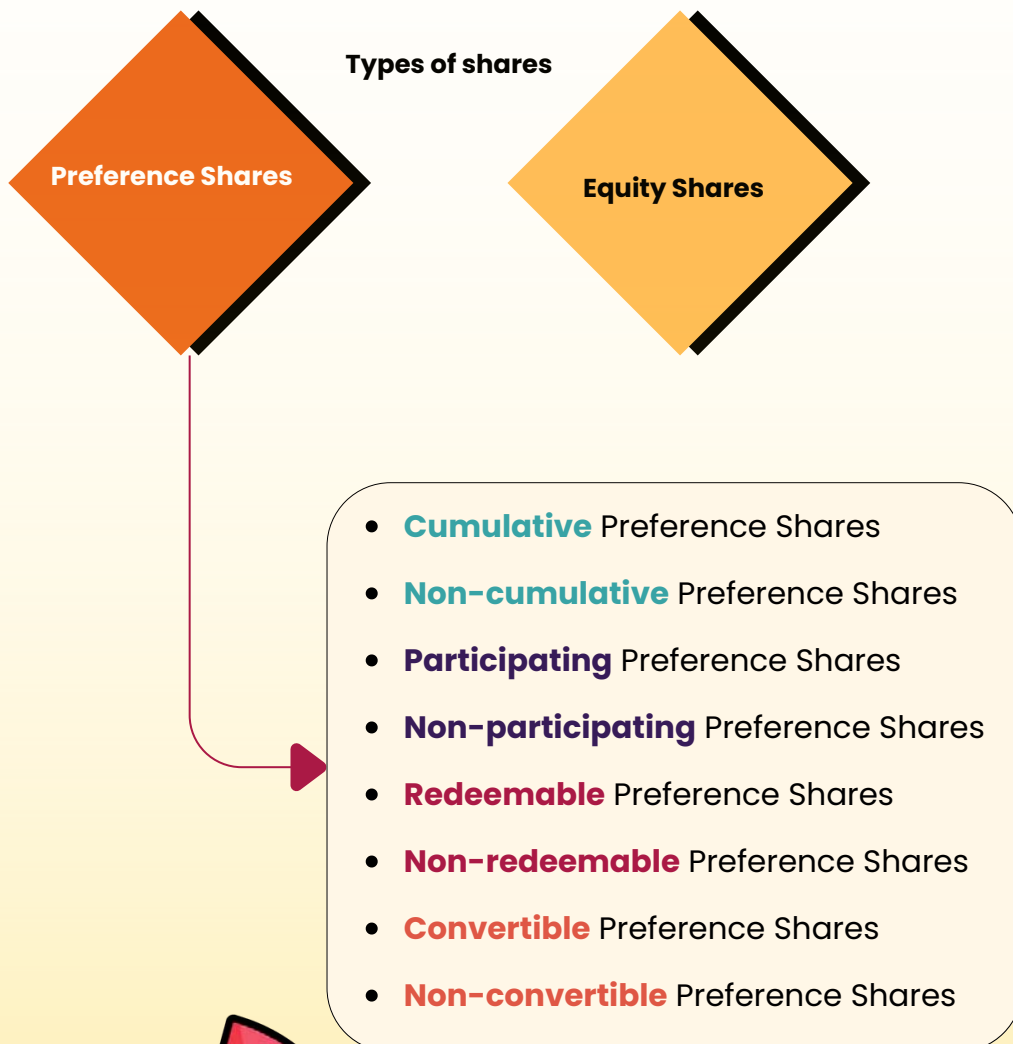 Types of shares
Preference Shares
Equity Shares
Cumulative Preference Shares
Non-cumulative Preference Shares
Participating Preference Shares
Non-participating Preference Shares
Redeemable Preference Shares
Non-redeemable Preference Shares
Convertible Preference Shares
Non-convertible Preference Shares